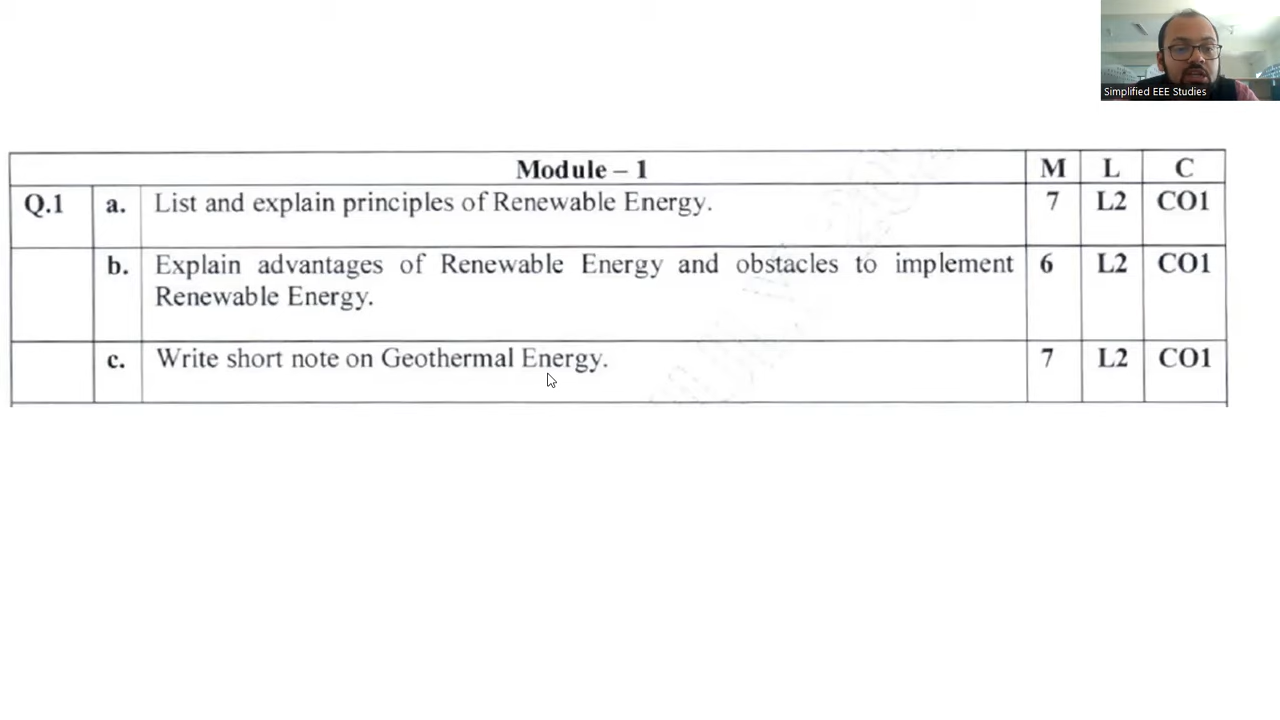 Simplified EEE Studies
Module – 1 M L C
Q.1 a. List and explain principles of Renewable Energy. 7 L2 CO1
b. Explain advantages of Renewable Energy and obstacles to implement 6 L2 CO1
Renewable Energy.
c. Write short note on Geothermal Energy. 7 L2 CO1